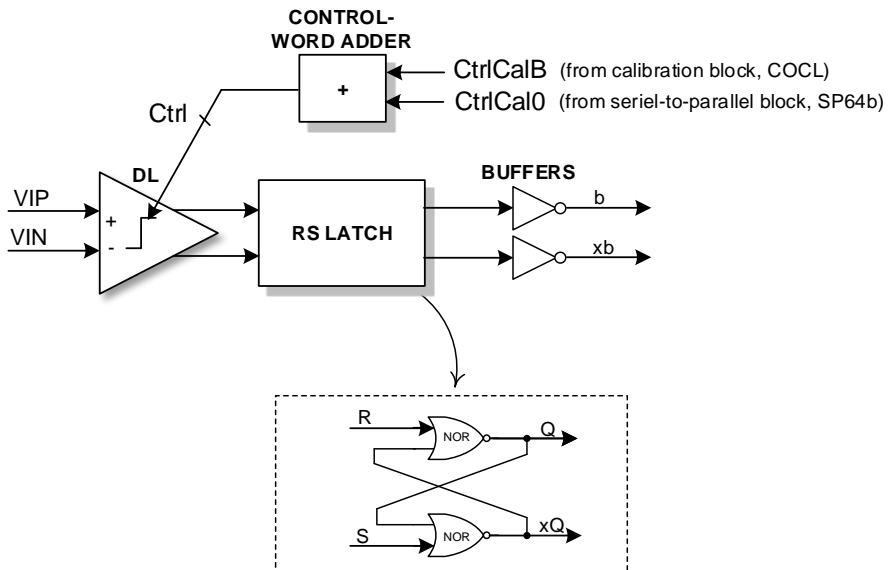 CONTROL-
WORD ADDER
+
CtrlCalB (from calibration block, COCL)
CtrlCal0 (from seriel-to-parallel block, SP64b)
Ctrl
DL
VIP
+
VIN
-
RS LATCH
BUFFERS
b
xb
R
NOR
Q
S
NOR
xQ